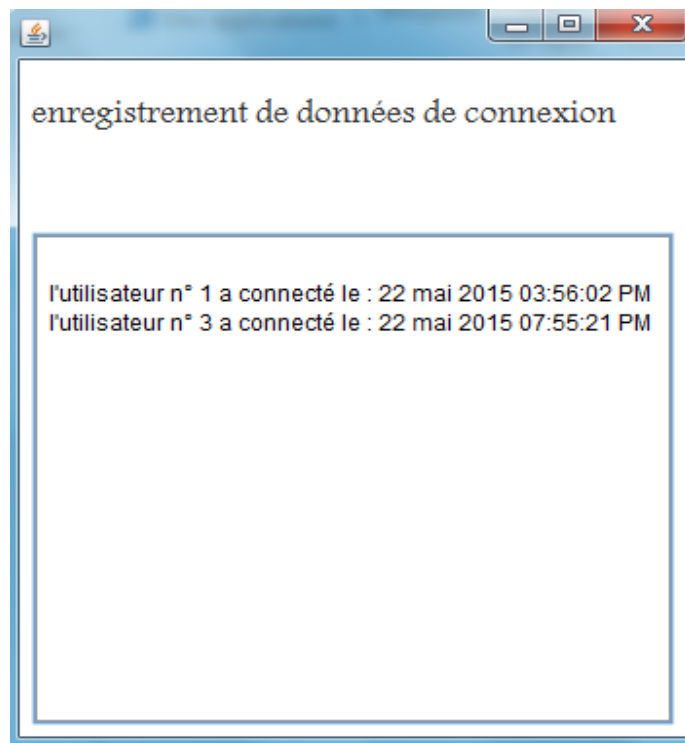 enregistrement de données de connexion
l'utilisateur n° 1 a connecté le : 22 mai 2015 03:56:02 PM
l'utilisateur n° 3 a connecté le : 22 mai 2015 07:55:21 PM